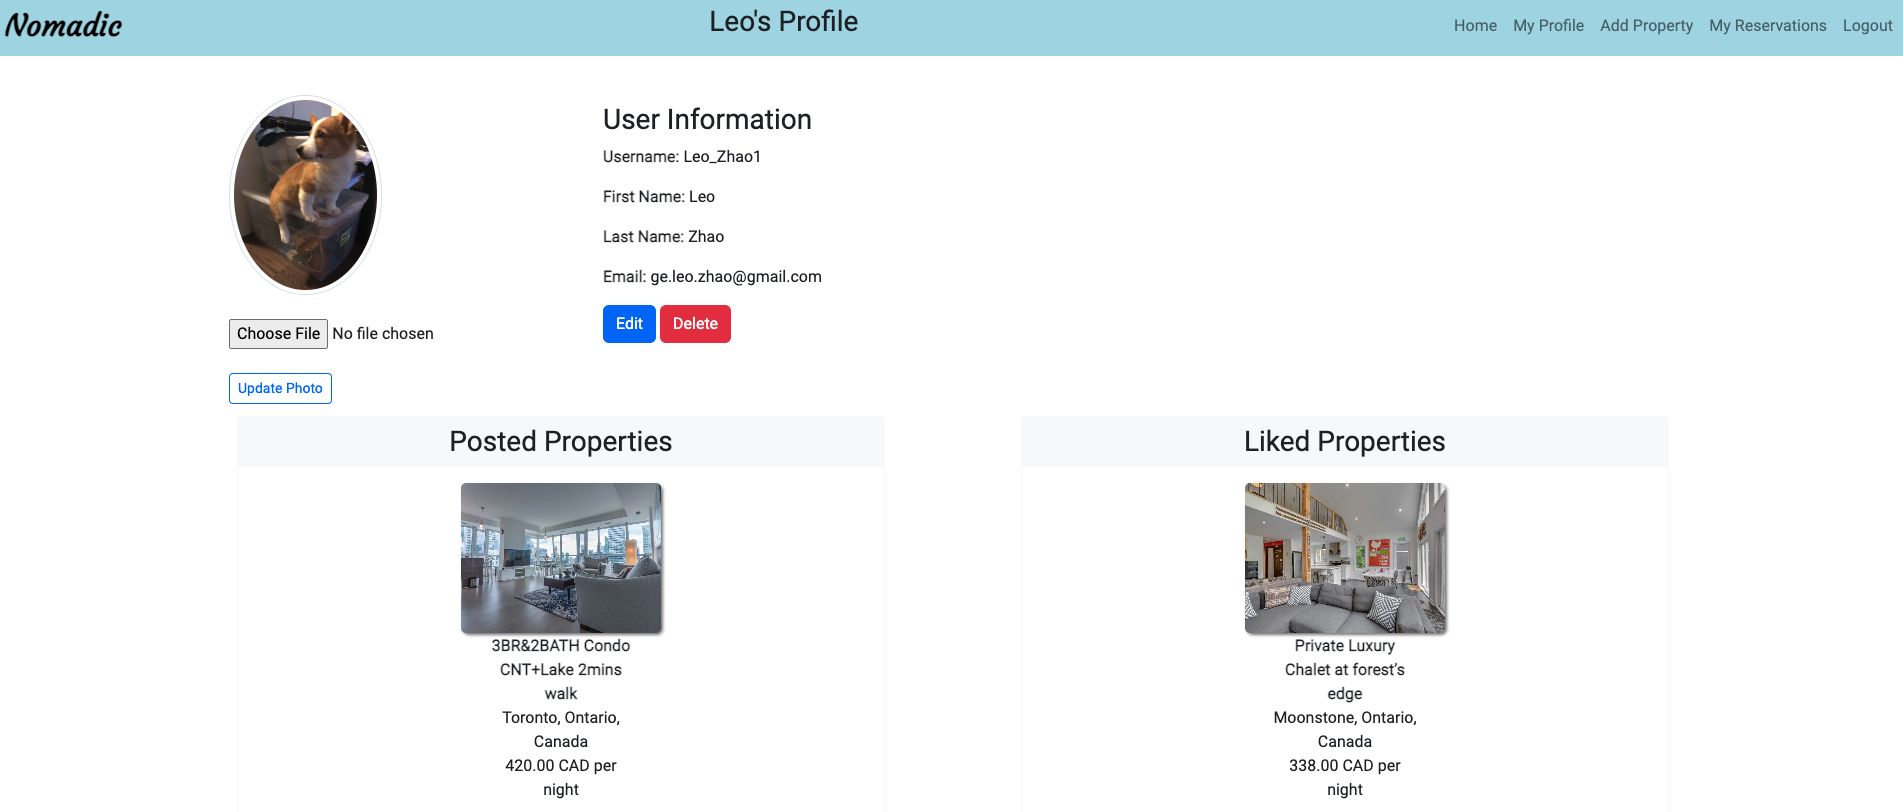 Nomadic
Leo's Profile
Home My Profile Add Property My Reservations Logout
User Information
Username: Leo_Zhao1
First Name: Leo
Last Name: Zhao
Email: ge.leo.zhao@gmail.com
Edit Delete
Choose File No file chosen
Update Photo
Posted Properties
3BR&2BATH Condo
CNT+Lake 2mins
walk
Toronto, Ontario,
Canada
420.00 CAD per
night
Liked Properties
Private Luxury
Chalet at forest’s
edge
Moonstone, Ontario,
Canada
338.00 CAD per
night